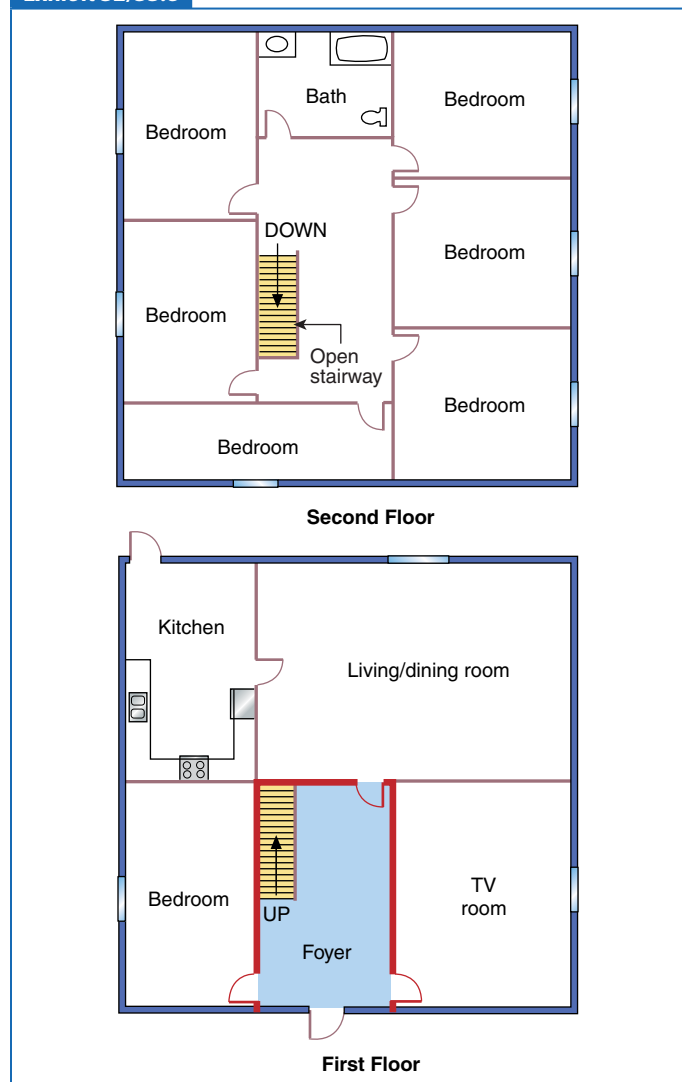 Bath
Bedroom
Bedroom
DOWN
Bedroom
Bedroom
Open
stairway
Bedroom
Bedroom
Second Floor
Kitchen
Living/dining room
Bedroom
TV
room
UP
Foyer
First Floor